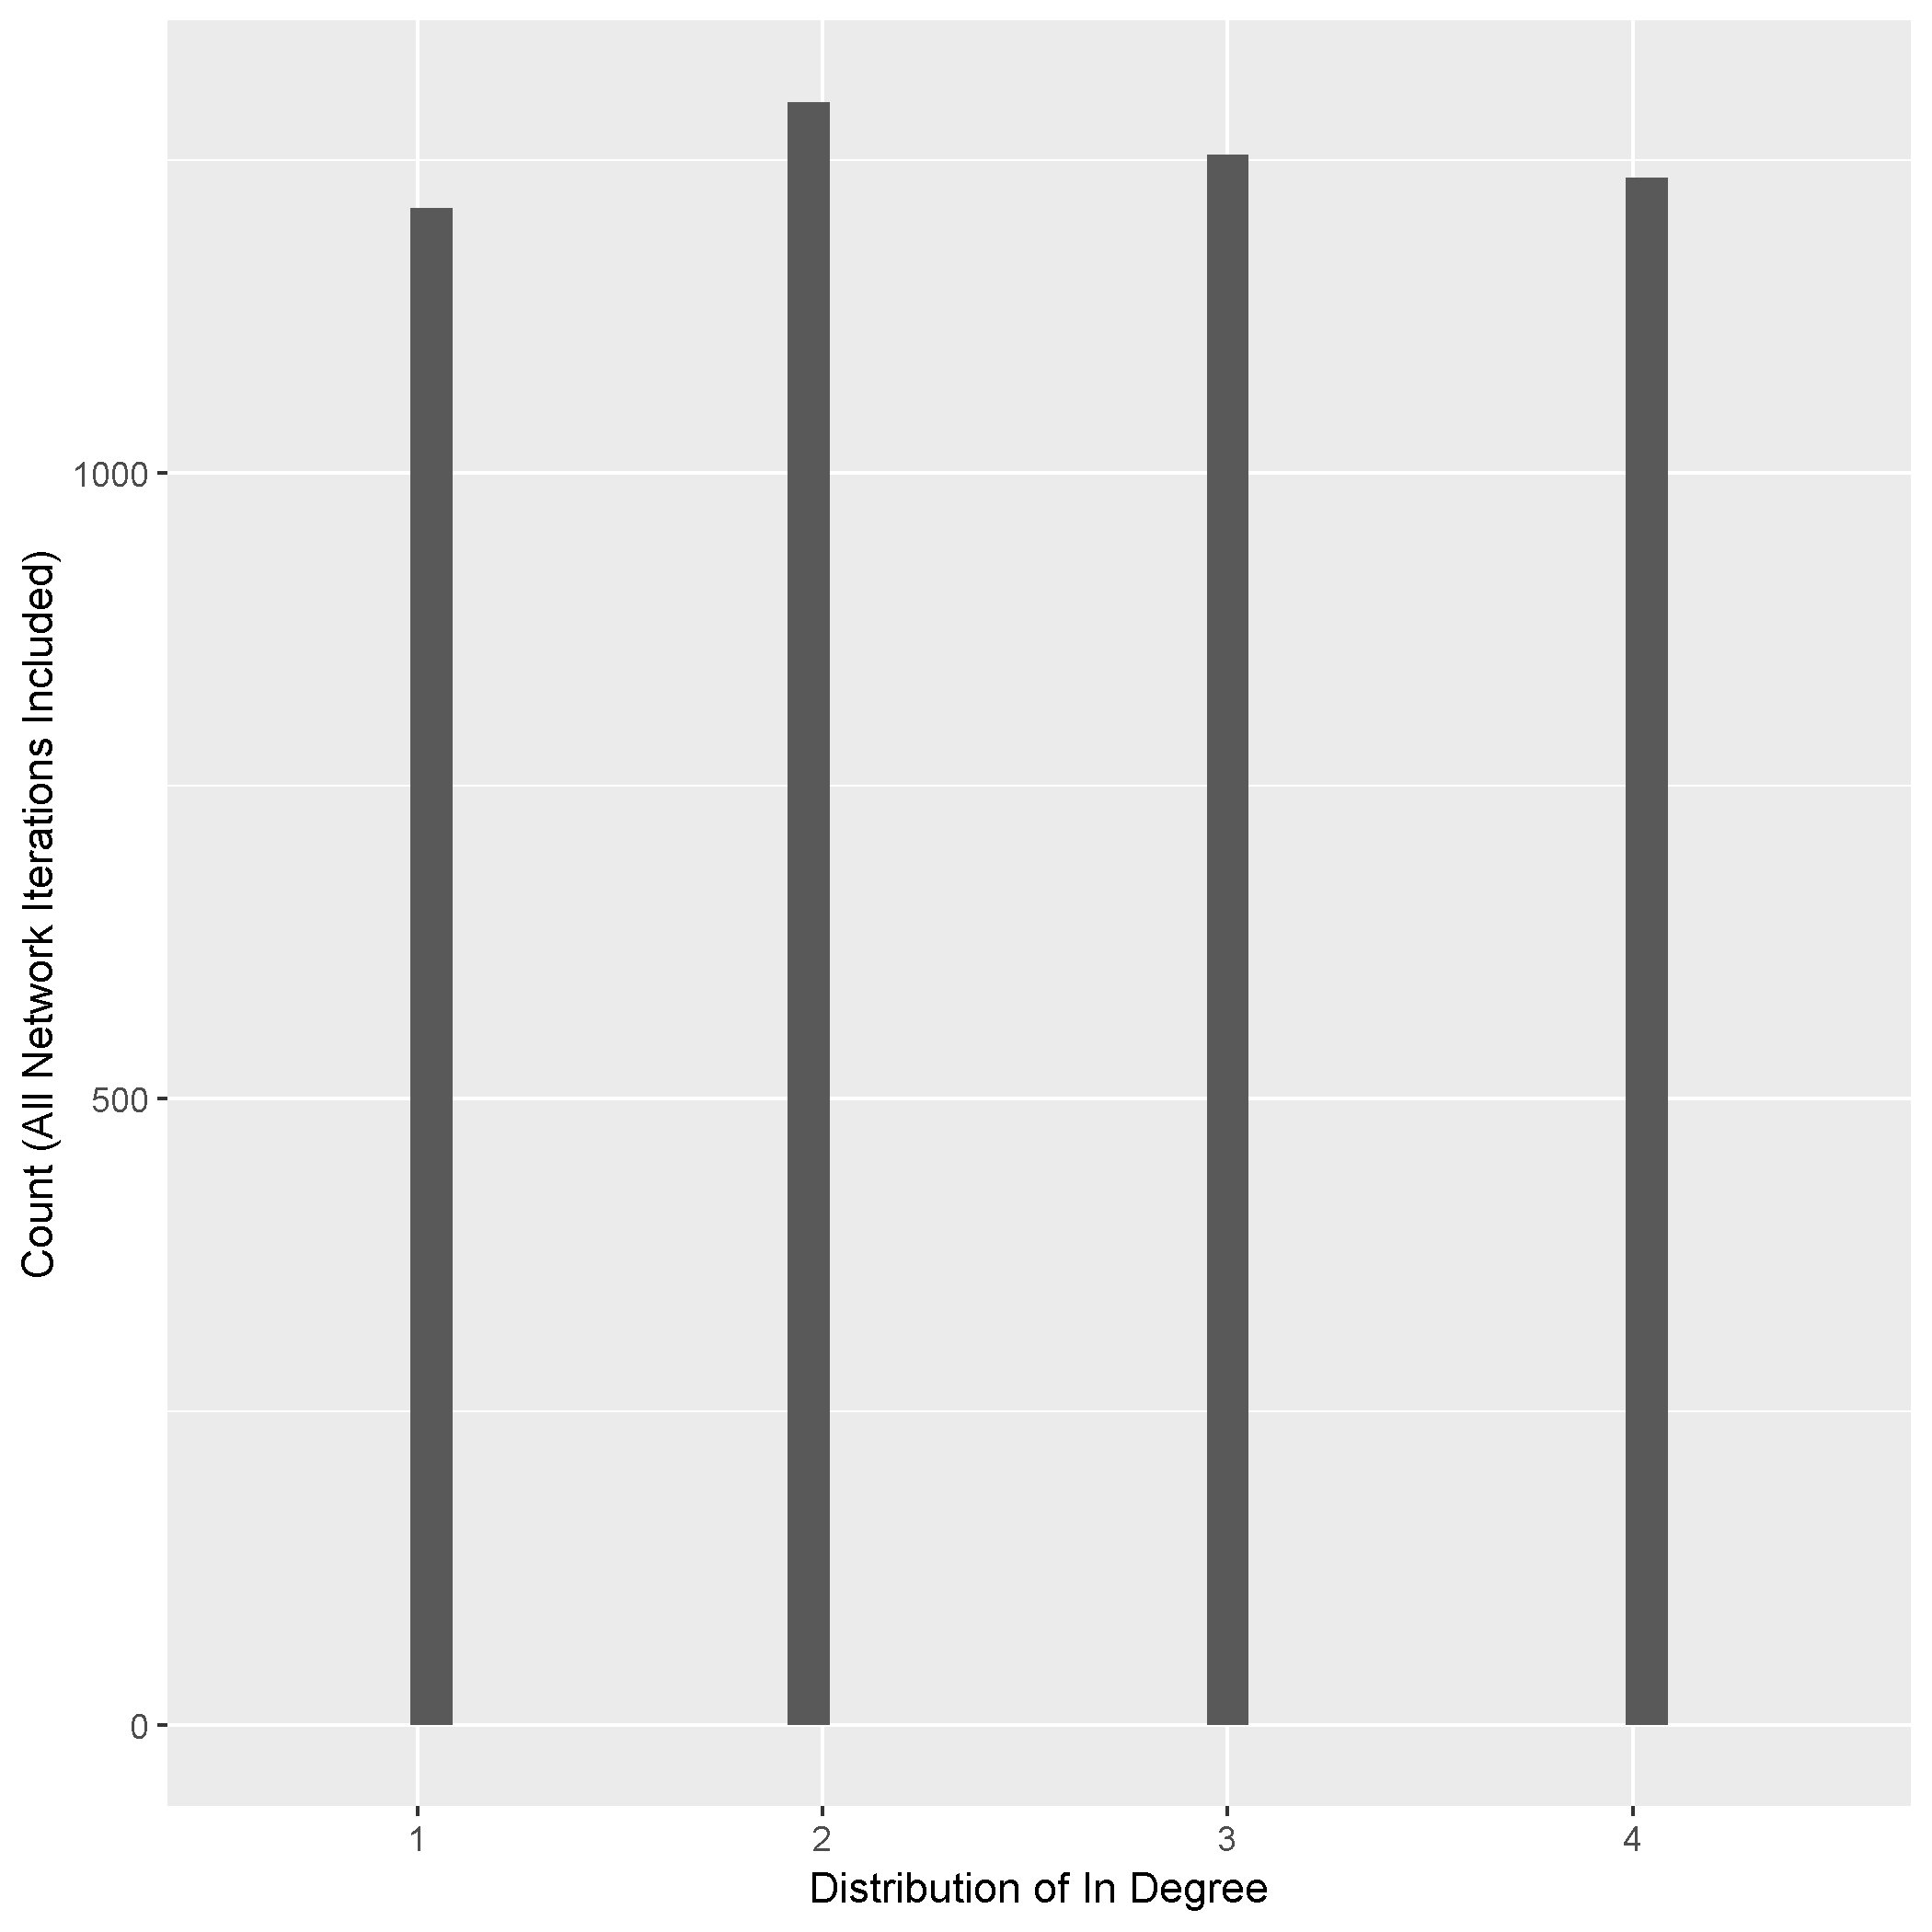 Count (All Network Iterations Included)
1000
500
0
1 2 3 4
Distribution of In Degree